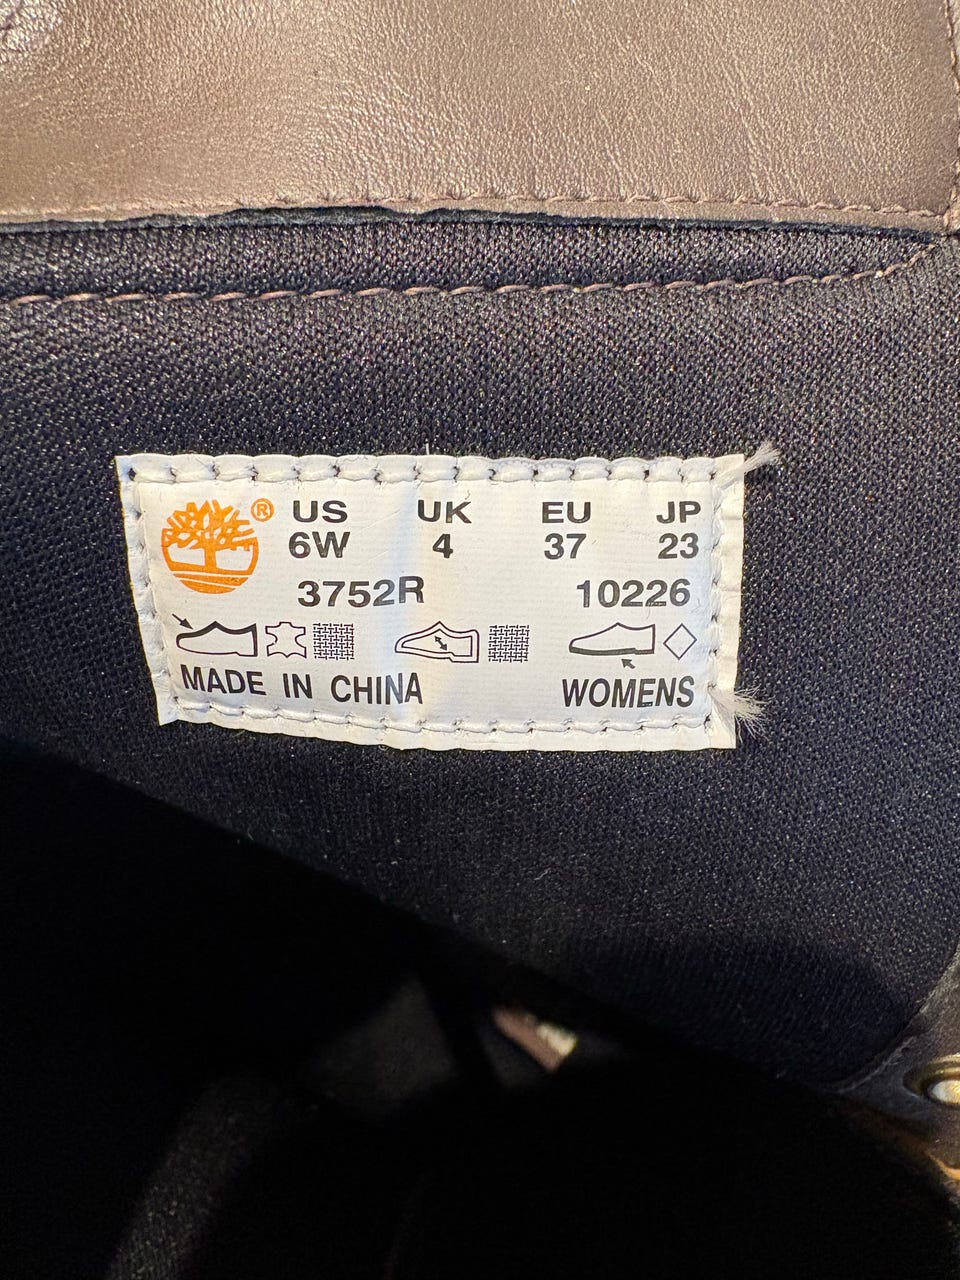 ® US UK EU JP
6W 4 37 23
3752R 10226
MADE IN CHINA WOMENS